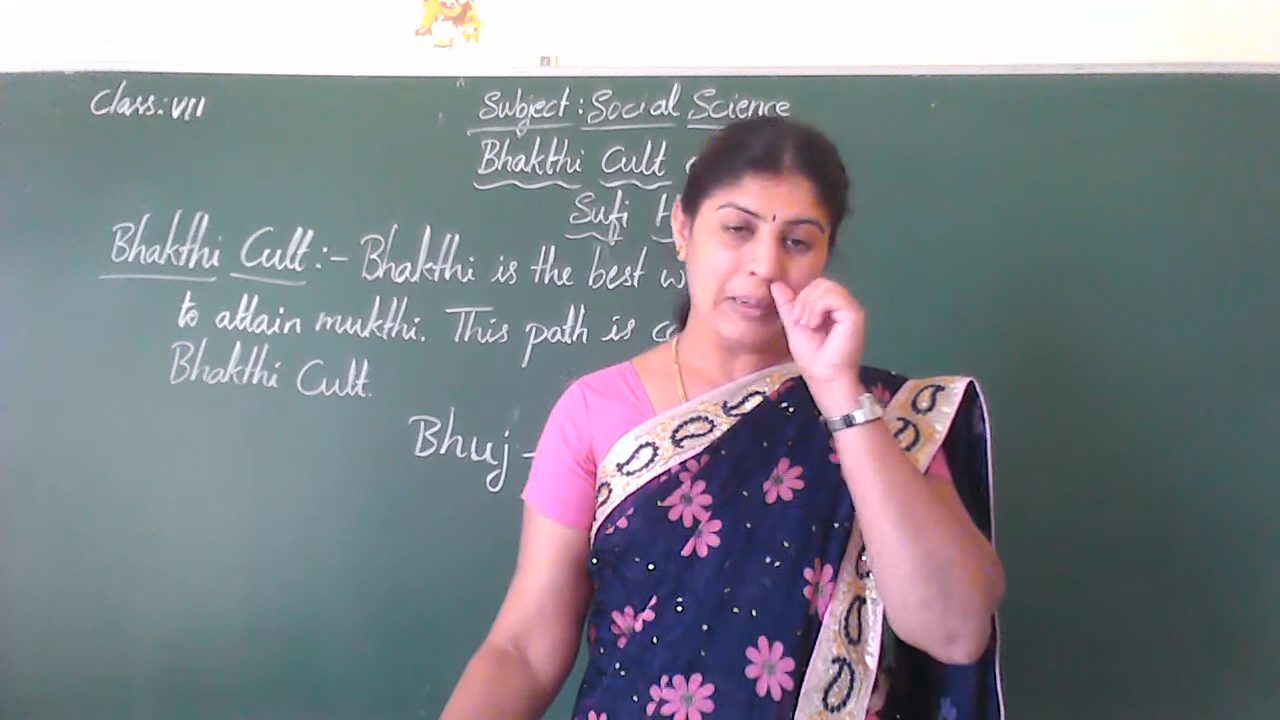 Class: VII
Subject: Social Science
Bhakthi Cult
Sufi
Bhakthi Cult :- Bhakthi is the best
to attain mukthi. This path is
Bhakthi Cult.
Bhuj -